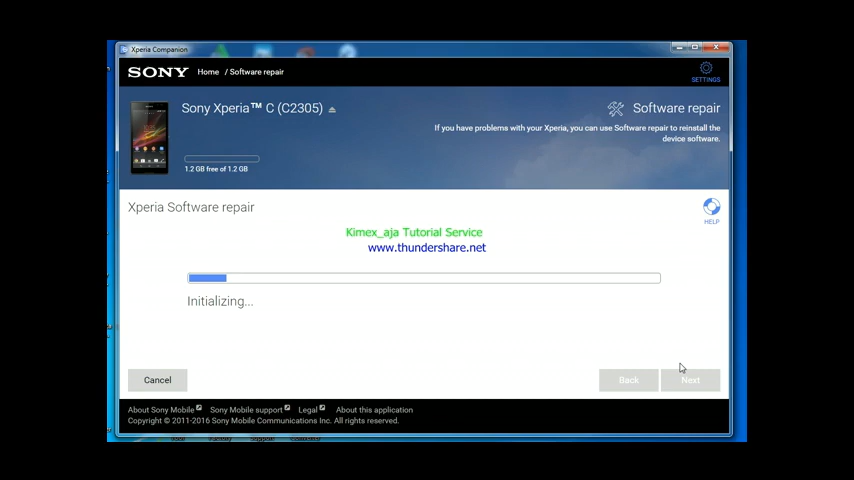 Xperia Companion
SONY Home / Software repair
SETTINGS
Sony Xperia™ C (C2305)
Software repair
If you have problems with your Xperia, you can use Software repair to reinstall the
device software.
1.2 GB free of 1.2 GB
Xperia Software repair
HELP
Kimex_aja Tutorial Service
www.thundershare.net
Initializing...
Cancel
Back
Next
About Sony Mobile
Sony Mobile support
Legal
About this application
Copyright © 2011-2016 Sony Mobile Communications Inc. All rights reserved.